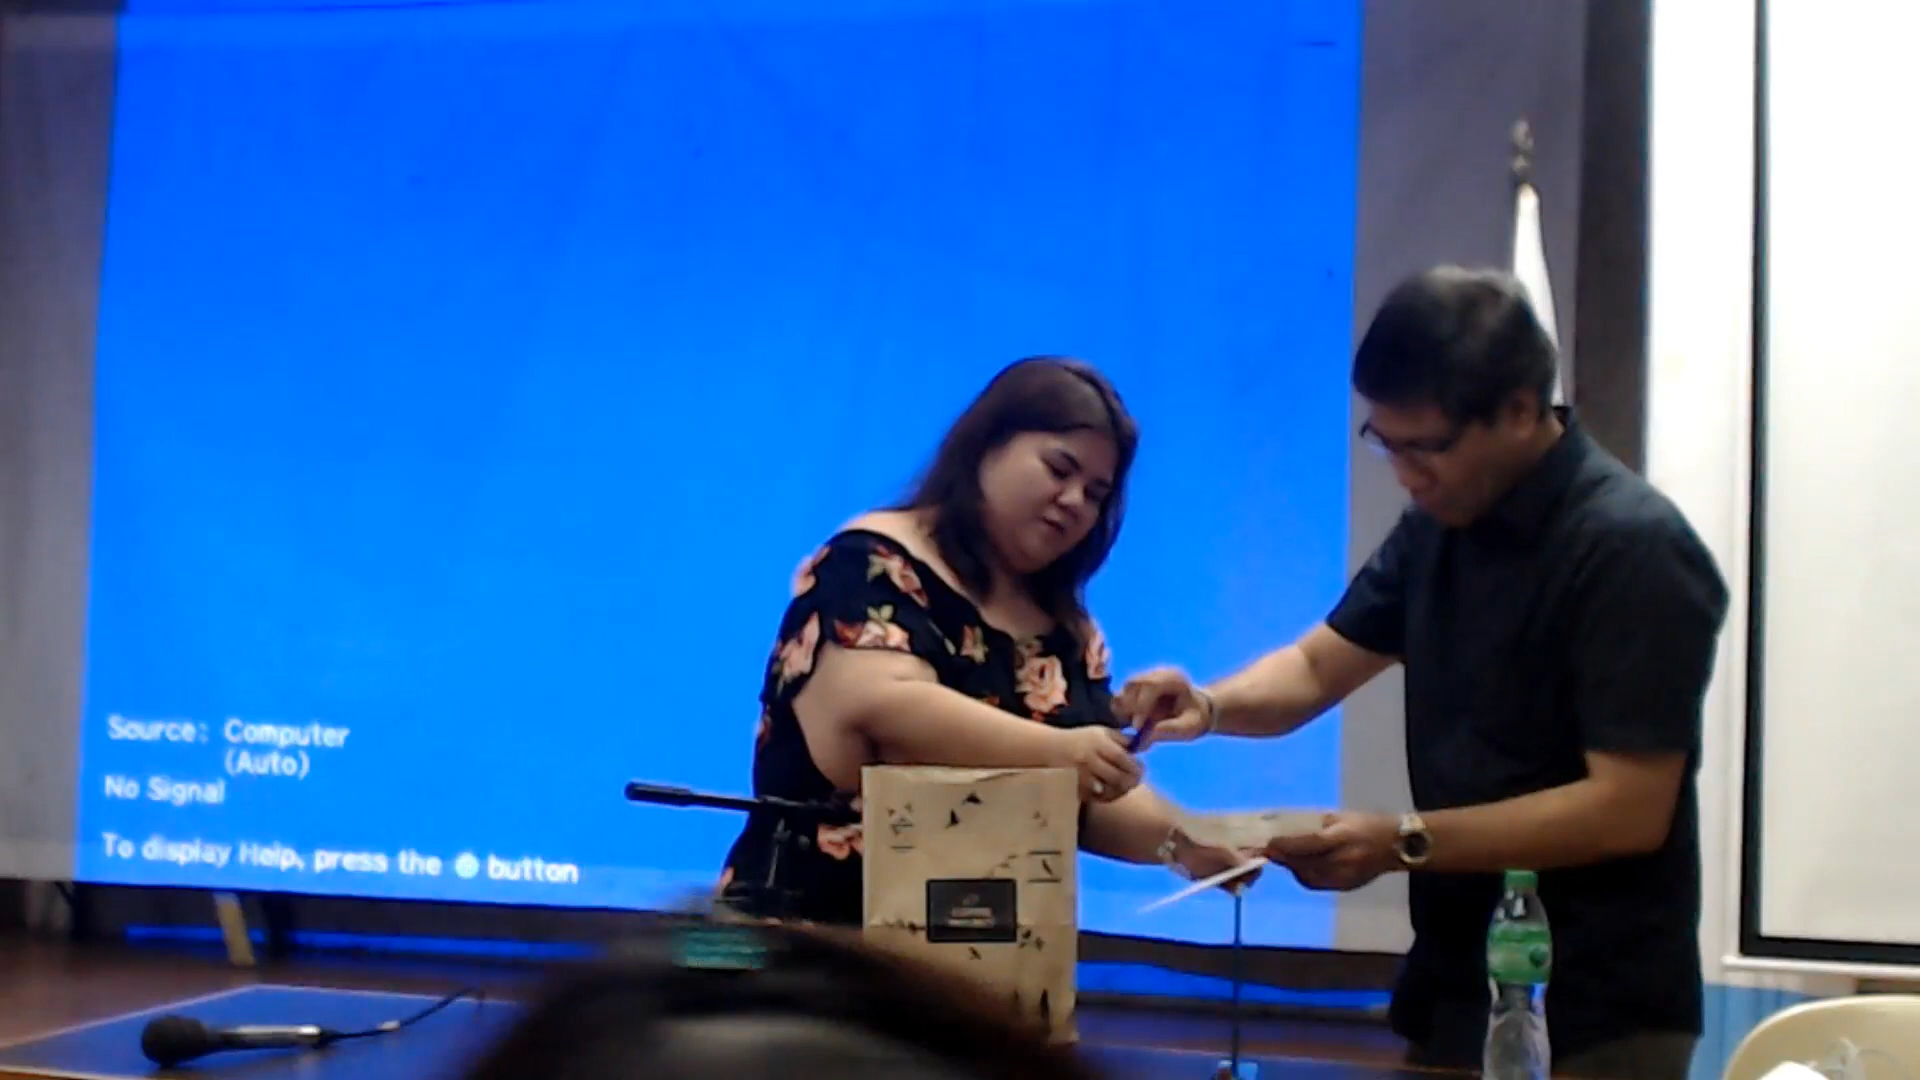 Source: Computer
(Auto)
No Signal
To display Help, press the button